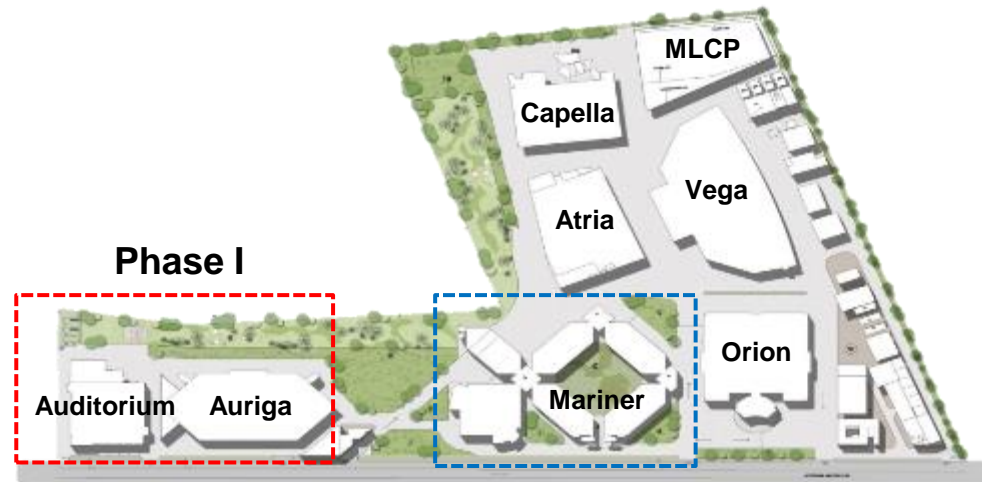 MLCP
Capella
Vega
Atria
Phase I
Orion
Auditorium
Auriga
Mariner